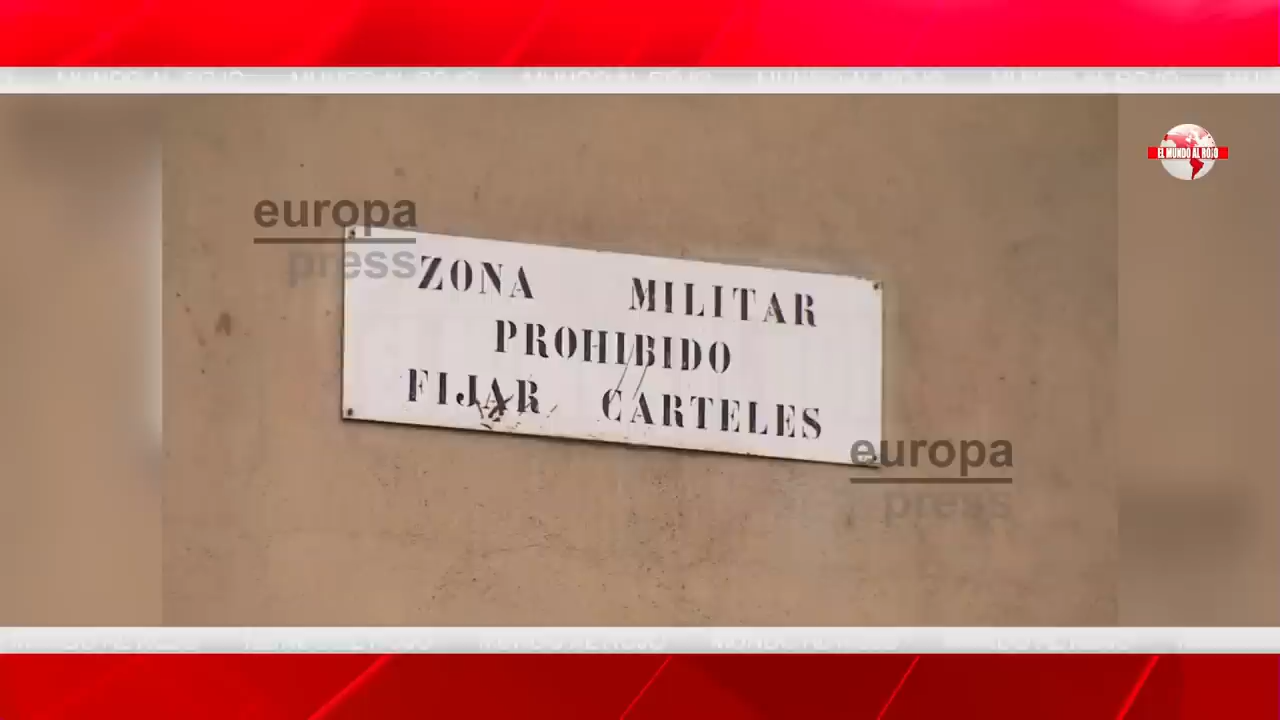 EL MUNDO AL ROJO
europa
press
ZONA MILITAR
PROHIBIDO
FIJAR CARTELES
europa
press